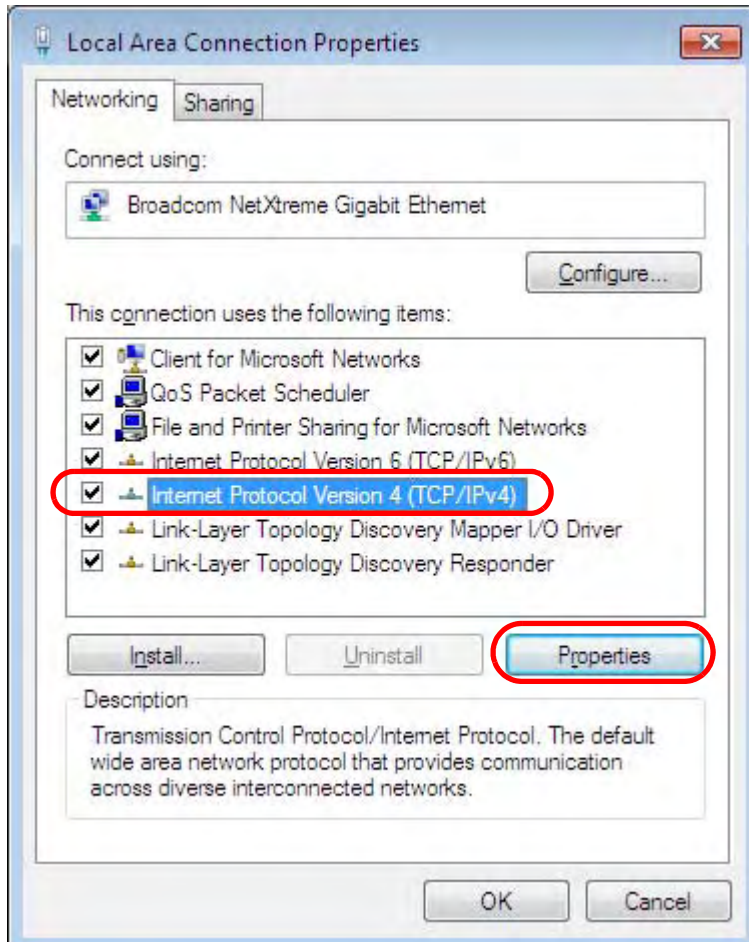 Local Area Connection Properties
Networking
Sharing
Connect using:
Broadcom NetXtreme Gigabit Ethernet
Configure...
This connection uses the following items:
Client for Microsoft Networks
QoS Packet Scheduler
File and Printer Sharing for Microsoft Networks
Internet Protocol Version 6 (TCP/IPv6)
Internet Protocol Version 4 (TCP/IPv4)
Link-Layer Topology Discovery Mapper I/O Driver
Link-Layer Topology Discovery Responder
Install...
Uninstall
Properties
Description
Transmission Control Protocol/Internet Protocol. The default
wide area network protocol that provides communication
across diverse interconnected networks.
OK
Cancel